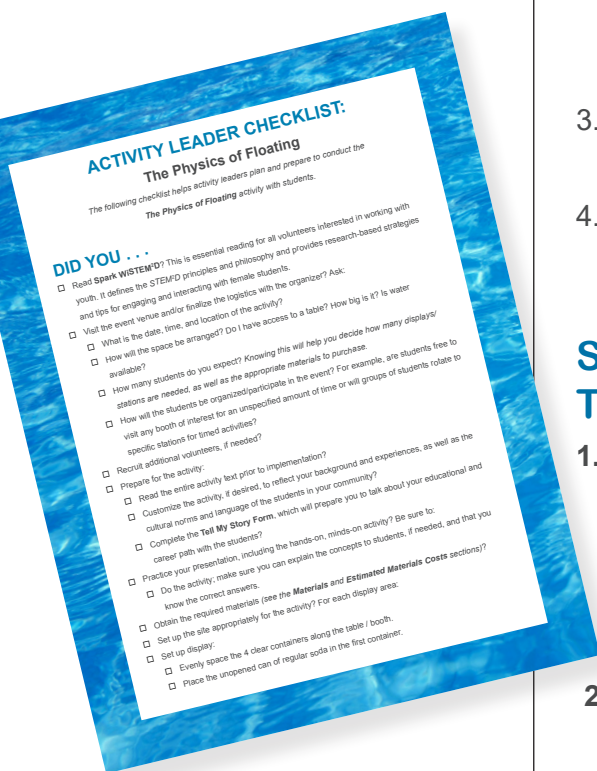 ACTIVITY LEADER CHECKLIST:
The Physics of Floating
The following checklist helps activity leaders plan and prepare to conduct the
The Physics of Floating activity with students.
DID YOU . . .
☐ Read Spark WiSTEM²D? This is essential reading for all volunteers interested in working with
youth. It defines the STEM²D principles and philosophy and provides research-based strategies
and tips for engaging and interacting with female students.
☐ Visit the event venue and/or finalize the logistics with the organizer? Ask:
☐ What is the date, time, and location of the activity?
☐ How will the space be arranged? Do I have access to a table? How big is it? Is water
available?
☐ How many students do you expect? Knowing this will help you decide how many displays/
stations are needed, as well as the appropriate materials to purchase.
☐ How will the students be organized/participate in the event? For example, are students free to
visit any booth of interest for an unspecified amount of time or will groups of students rotate to
specific stations for timed activities?
☐ Recruit additional volunteers, if needed?
☐ Prepare for the activity:
☐ Read the entire activity text prior to implementation?
☐ Customize the activity, if desired, to reflect your background and experiences, as well as the
cultural norms and language of the students in your community?
☐ Complete the Tell My Story Form, which will prepare you to talk about your educational and
career path with the students?
☐ Practice your presentation, including the hands-on, minds-on activity? Be sure to:
☐ Do the activity; make sure you can explain the concepts to students, if needed, and that you
know the correct answers.
☐ Obtain the required materials (see the Materials and Estimated Materials Costs sections)?
☐ Set up the site appropriately for the activity? For each display area:
☐ Set up display:
☐ Evenly space the 4 clear containers along the table / booth.
☐ Place the unopened can of regular soda in the first container.
3.
4.
S
T
1.
2